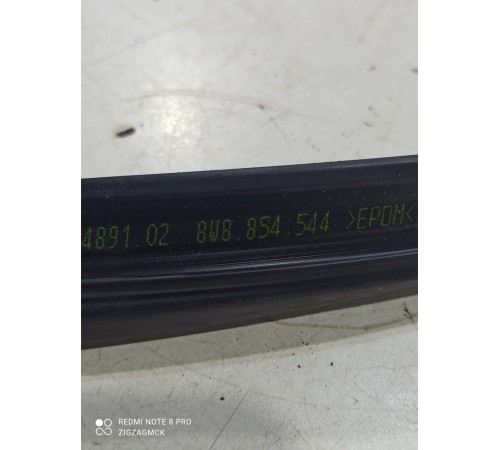 4891.02 8W8.854.544 >EPDM<
REDMI NOTE 8 PRO
ZIGZAGMCK